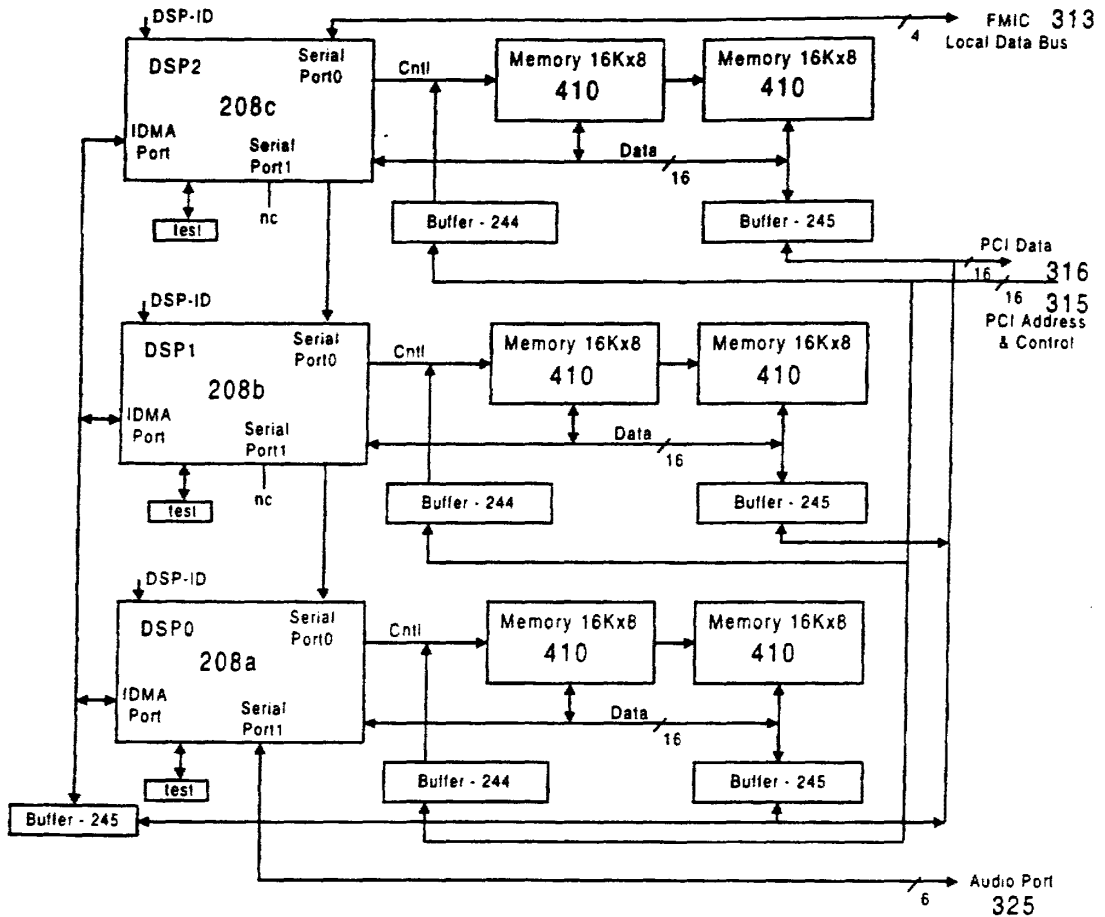 DSP-ID
FMIC 313
4
Local Data Bus
DSP2
Serial
Port0
Cntl
Memory 16Kx8
410
Memory 16Kx8
410
208c
IDMA
Port
Serial
Port1
Data
16
nc
test
Buffer - 244
Buffer - 245
PCI Data
16
316
16
315
PCI Address
& Control
DSP-ID
DSP1
Serial
Port0
Cntl
Memory 16Kx8
410
Memory 16Kx8
410
208b
IDMA
Port
Serial
Port1
Data
16
nc
test
Buffer - 244
Buffer - 245
DSP-ID
DSP0
Serial
Port0
Cntl
Memory 16Kx8
410
Memory 16Kx8
410
208a
IDMA
Port
Serial
Port1
Data
16
test
Buffer - 244
Buffer - 245
Buffer - 245
6
Audio Port
325